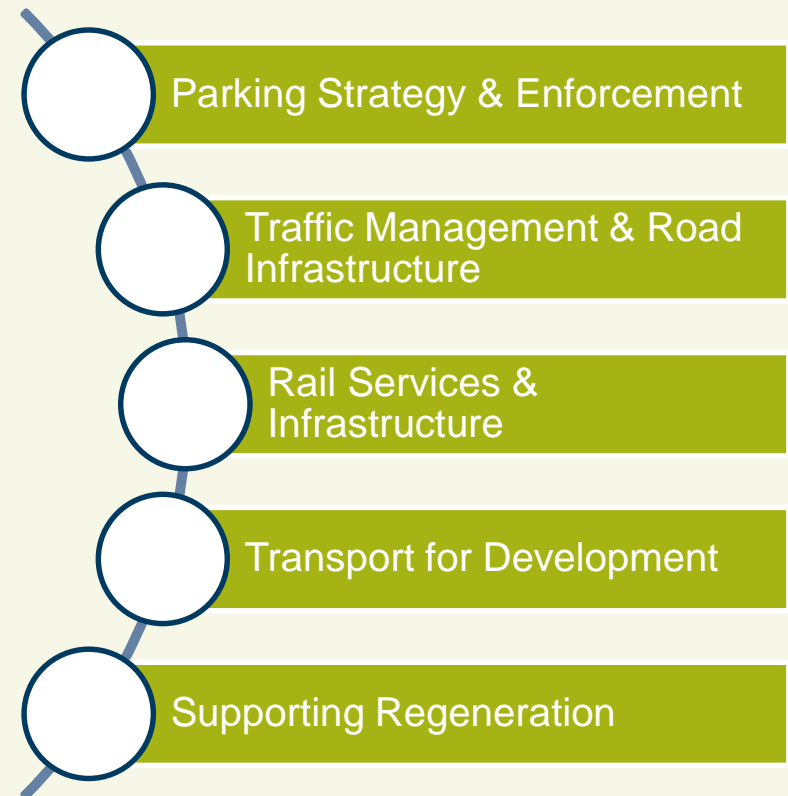 Parking Strategy & Enforcement
Traffic Management & Road
Infrastructure
Rail Services &
Infrastructure
Transport for Development
Supporting Regeneration